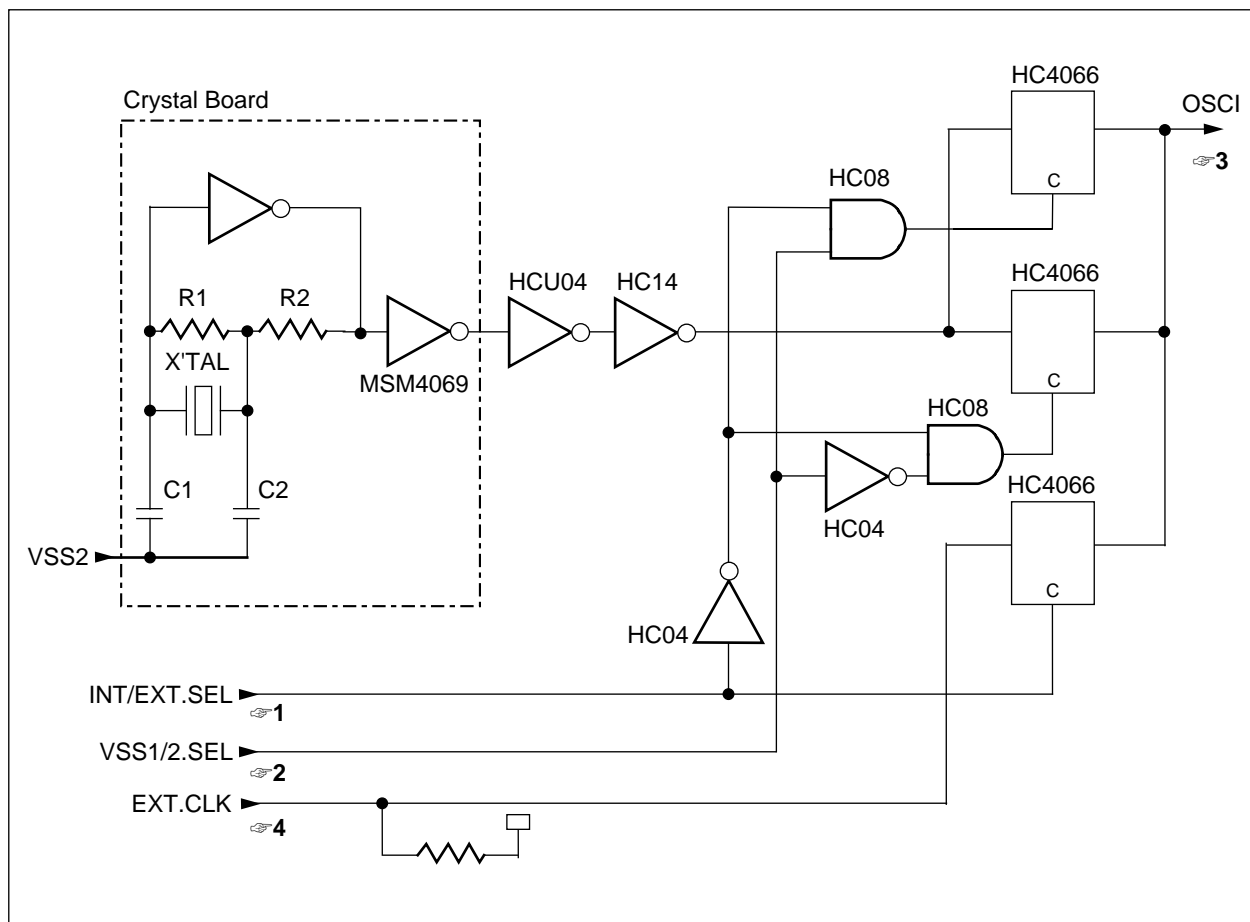 HC4066
OSCI
Crystal Board
☞3
C
HC08
HC4066
HCU04
HC14
R1
R2
X'TAL
MSM4069
C
HC08
C1
C2
HC4066
HC04
VSS2
C
HC04
INT/EXT.SEL
☞1
VSS1/2.SEL
☞2
EXT.CLK
☞4